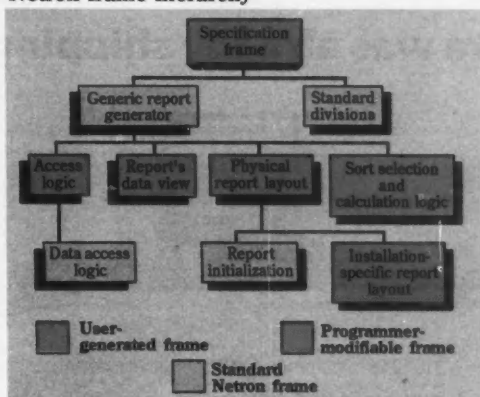 Netron frame hierarchy
Specification
frame
Generic report
generator
Standard
divisions
Access
logic
Report's
data view
Physical
report layout
Sort selection
and
calculation logic
Data access
logic
Report
initialization
Installation-
specific report
layout
User-
generated frame
Programmer-
modifiable frame
Standard
Netron frame